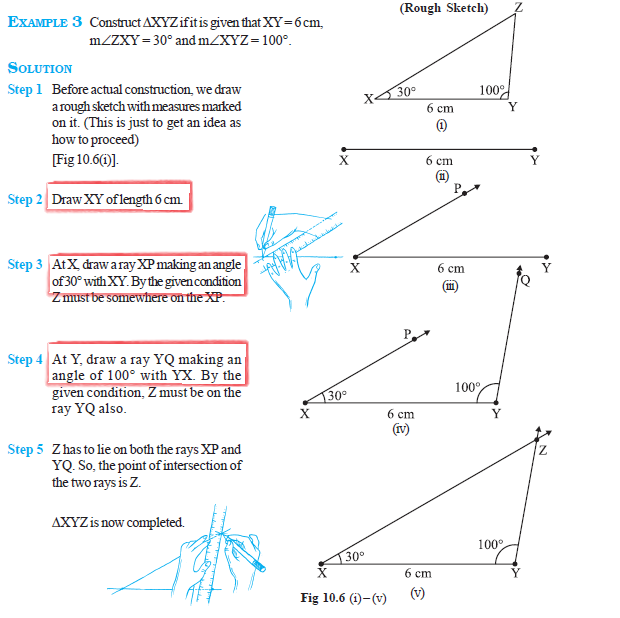 EXAMPLE 3 Construct ΔXYZ if it is given that XY = 6 cm,
m∠ZXY = 30° and m∠XYZ = 100°.
SOLUTION
Step 1 Before actual construction, we draw
a rough sketch with measures marked
on it. (This is just to get an idea as
how to proceed)
[Fig 10.6(i)].
Step 2 Draw XY of length 6 cm.
Step 3 At X, draw a ray XP making an angle
of 30° with XY. By the given condition
Z must be somewhere on the XP.
Step 4 At Y, draw a ray YQ making an
angle of 100° with YX. By the
given condition, Z must be on the
ray YQ also.
Step 5 Z has to lie on both the rays XP and
YQ. So, the point of intersection of
the two rays is Z.
ΔXYZ is now completed.
(Rough Sketch)
Z
X 30° 100° Y
6 cm
(i)
X 6 cm Y
(ii)
P
X 6 cm Y
(iii)
Q
P
30° 100°
X 6 cm Y
(iv)
Z
30° 100°
X 6 cm Y
(v)
Fig 10.6 (i)–(v)